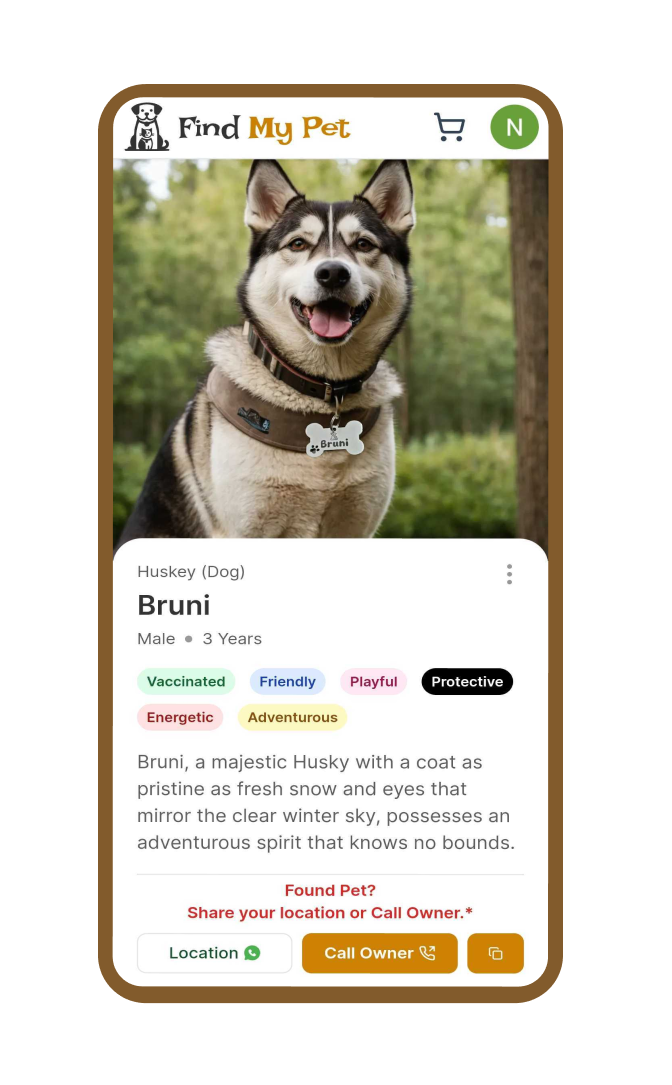 Find My Pet
N
Bruni
Huskey (Dog)
Bruni
Male • 3 Years
Vaccinated Friendly Playful Protective
Energetic Adventurous
Bruni, a majestic Husky with a coat as
pristine as fresh snow and eyes that
mirror the clear winter sky, possesses an
adventurous spirit that knows no bounds.
Found Pet?
Share your location or Call Owner.*
Location
Call Owner